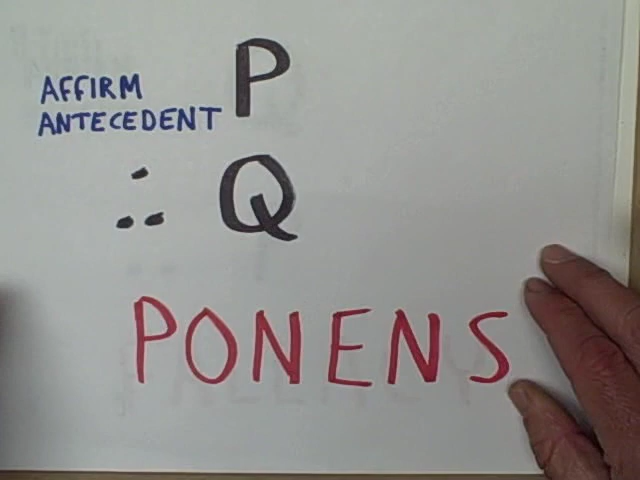 AFFIRM
ANTECEDENT
P
∴ Q
PONENS